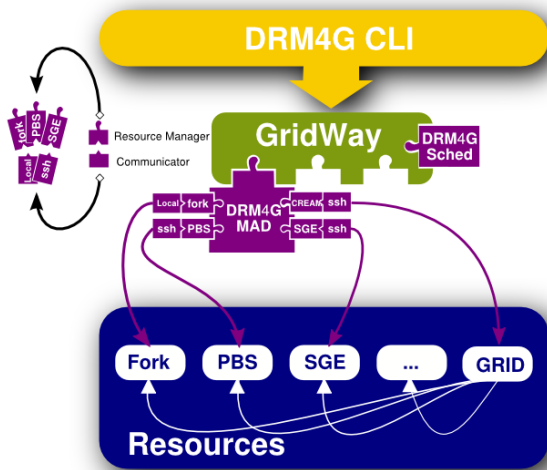 DRM4G CLI
fork
PBS
SGE
Local
ssh
Resource Manager
Communicator
GridWay
DRM4G
Sched
Local fork
ssh PBS
DRM4G
MAD
CREAM ssh
SGE ssh
Fork
PBS
SGE
...
GRID
Resources